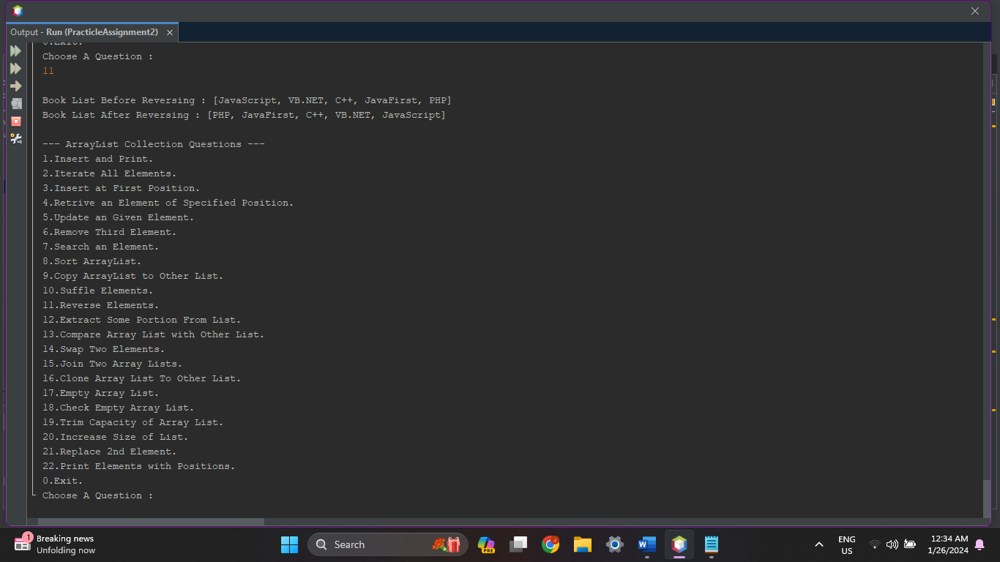 Output - Run (PracticleAssignment2)
0.Exit.
Choose A Question :
11
Book List Before Reversing : [JavaScript, VB.NET, C++, JavaFirst, PHP]
Book List After Reversing : [PHP, JavaFirst, C++, VB.NET, JavaScript]
--- ArrayList Collection Questions ---
1.Insert and Print.
2.Iterate All Elements.
3.Insert at First Position.
4.Retrive an Element of Specified Position.
5.Update an Given Element.
6.Remove Third Element.
7.Search an Element.
8.Sort ArrayList.
9.Copy ArrayList to Other List.
10.Suffle Elements.
11.Reverse Elements.
12.Extract Some Portion From List.
13.Compare Array List with Other List.
14.Swap Two Elements.
15.Join Two Array Lists.
16.Clone Array List To Other List.
17.Empty Array List.
18.Check Empty Array List.
19.Trim Capacity of Array List.
20.Increase Size of List.
21.Replace 2nd Element.
22.Print Elements with Positions.
0.Exit.
Choose A Question :
1
Breaking news
Unfolding now
Search
PRE
ENG
US
12:34 AM
1/26/2024